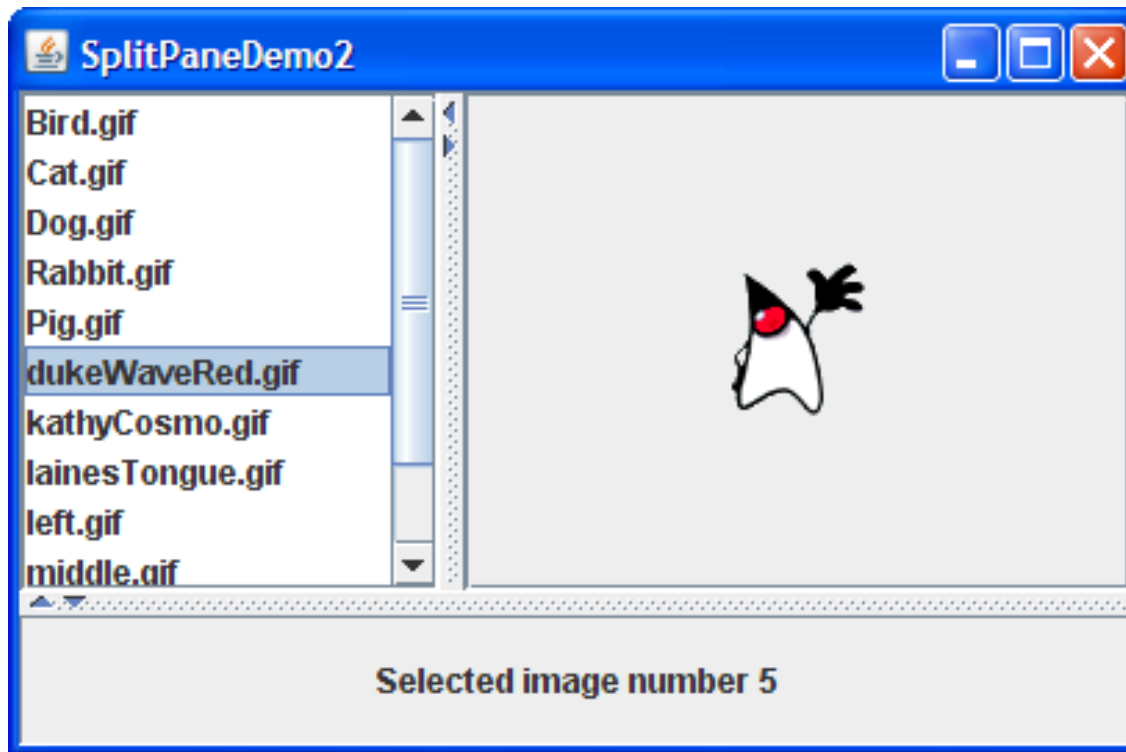 SplitPaneDemo2
Bird.gif
Cat.gif
Dog.gif
Rabbit.gif
Pig.gif
dukeWaveRed.gif
kathyCosmo.gif
lainesTongue.gif
left.gif
middle.gif
Selected image number 5